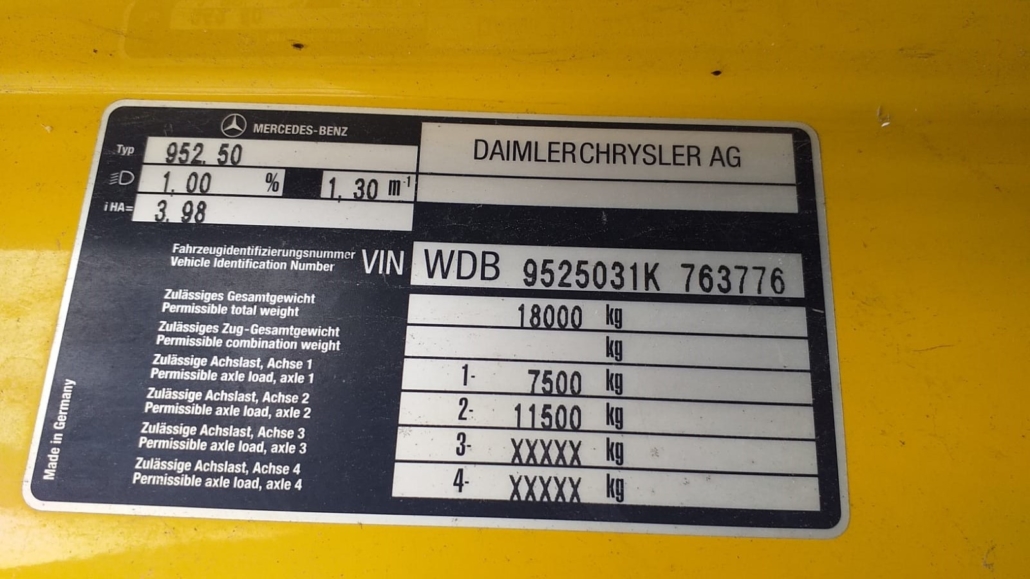 MERCEDES-BENZ
DAIMLERCHRYSLER AG
Typ 952. 50
1, 00 % 1, 30 m-1
i HA= 3, 98
Fahrzeugidentifizierungsnummer
Vehicle Identification Number
VIN WDB 9525031K 763776
Zulässiges Gesamtgewicht
Permissible total weight
18000 kg
Zulässiges Zug-Gesamtgewicht
Permissible combination weight
kg
Zulässige Achslast, Achse 1
Permissible axle load, axle 1
1- 7500 kg
Zulässige Achslast, Achse 2
Permissible axle load, axle 2
2- 11500 kg
Zulässige Achslast, Achse 3
Permissible axle load, axle 3
3- XXXXX kg
Zulässige Achslast, Achse 4
Permissible axle load, axle 4
4- XXXXX kg
Made in Germany